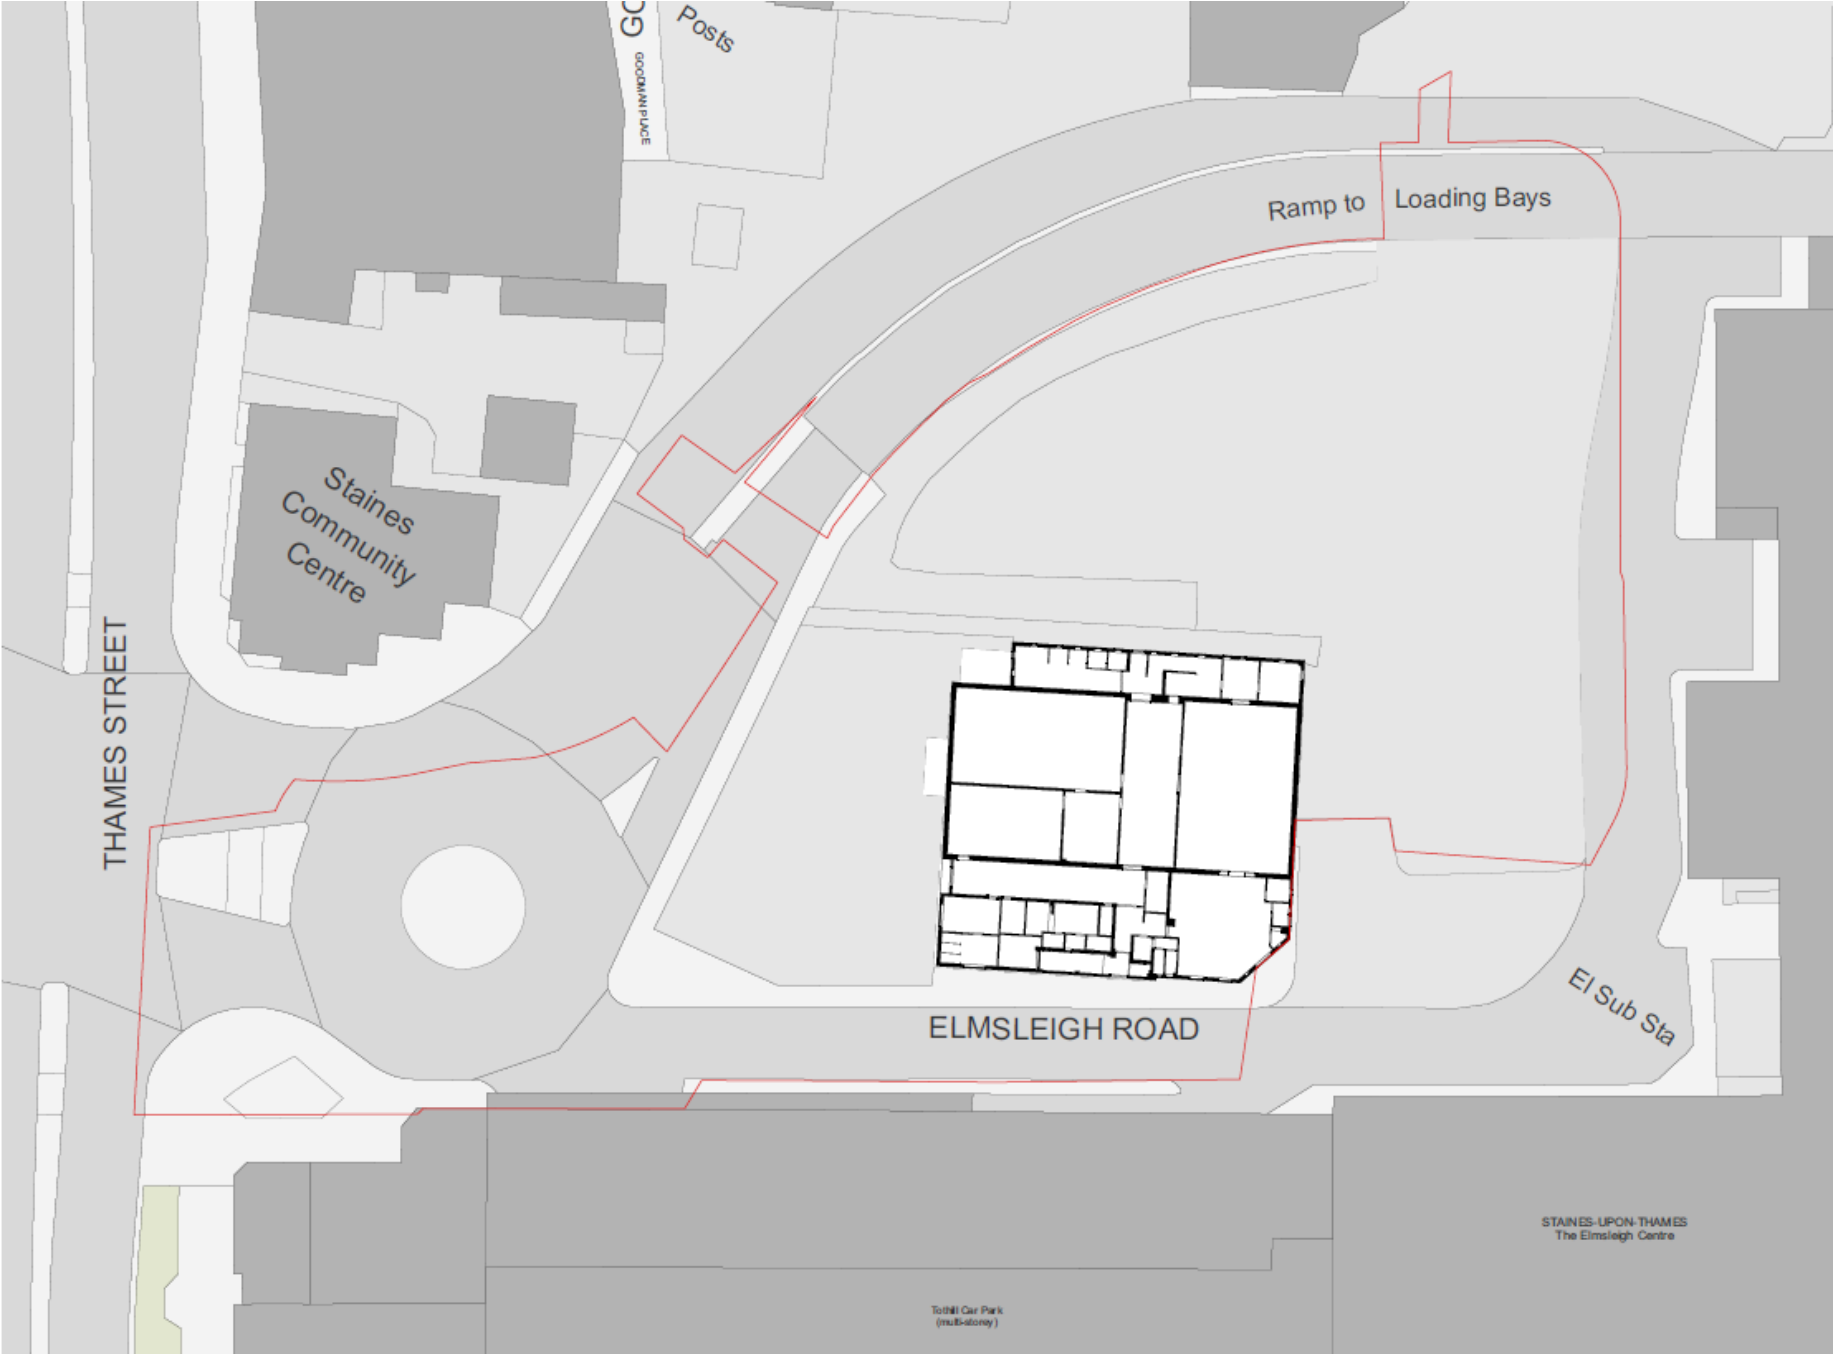 GO
Posts
GOODMAN PLACE
Ramp to
Loading Bays
Staines
Community
Centre
THAMES STREET
ELMSLEIGH ROAD
El Sub Sta
STAINES-UPON-THAMES
The Elmsleigh Centre
Tothill Car Park
(multi-storey)